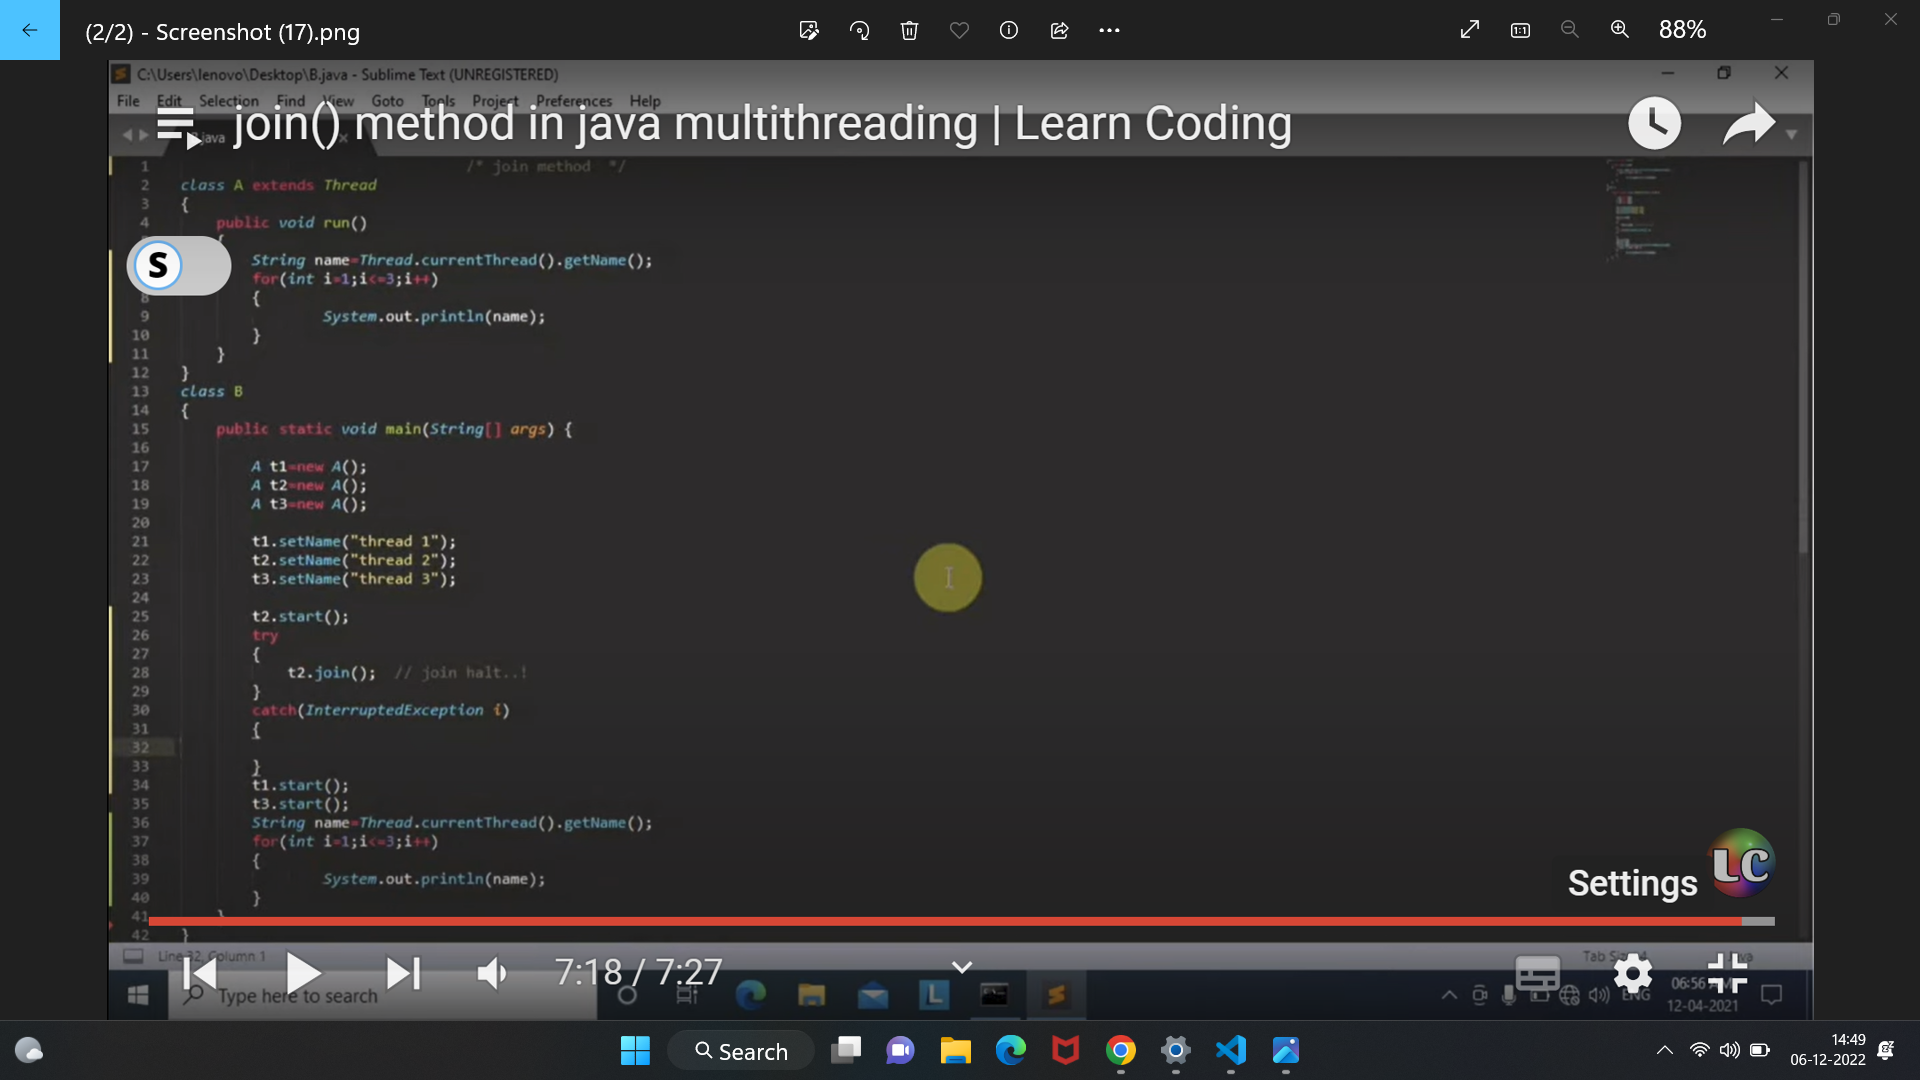 (2/2) - Screenshot (17).png
88%
C:\Users\lenovo\Desktop\B.java - Sublime Text (UNREGISTERED)
File Edit Selection Find View Goto Tools Project Preferences Help
join() method in java multithreading | Learn Coding
java
1 /* join method */
2 class A extends Thread
3 {
4 public void run()
{
S
String name=Thread.currentThread().getName();
for(int i=1;i<=3;i++)
8 {
9 System.out.println(name);
10 }
11 }
12 }
13 class B
14 {
15 public static void main(String[] args) {
16
17 A t1=new A();
18 A t2=new A();
19 A t3=new A();
20
21 t1.setName("thread 1");
22 t2.setName("thread 2");
23 t3.setName("thread 3");
24
25 t2.start();
26 try
27 {
28 t2.join(); // join halt..!
29 }
30 catch(InterruptedException i)
31 {
32
33 }
34 t1.start();
35 t3.start();
36 String name=Thread.currentThread().getName();
37 for(int i=1;i<=3;i++)
38 {
39 System.out.println(name);
40 }
41 }
42 }
Settings
LC
Line 32, Column 1
7:18 / 7:27
Type here to search
L
ENG
06:56
12-04-2021
Search
14:49
06-12-2022